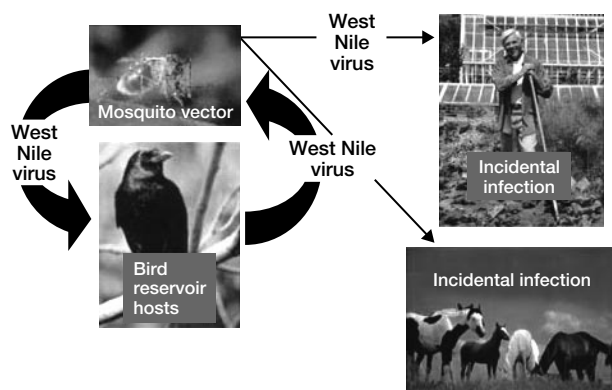 West
Nile
virus
Mosquito vector
West
Nile
virus
West Nile
virus
Incidental
infection
Bird
reservoir
hosts
Incidental infection